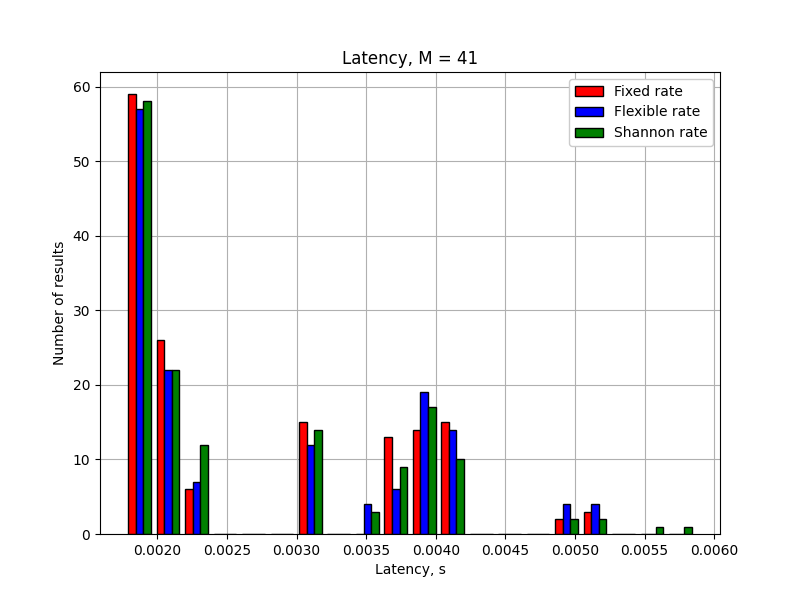 Latency, M = 41
Fixed rate
Flexible rate
Shannon rate
Number of results
60
50
40
30
20
10
0
0.0020 0.0025 0.0030 0.0035 0.0040 0.0045 0.0050 0.0055 0.0060
Latency, s